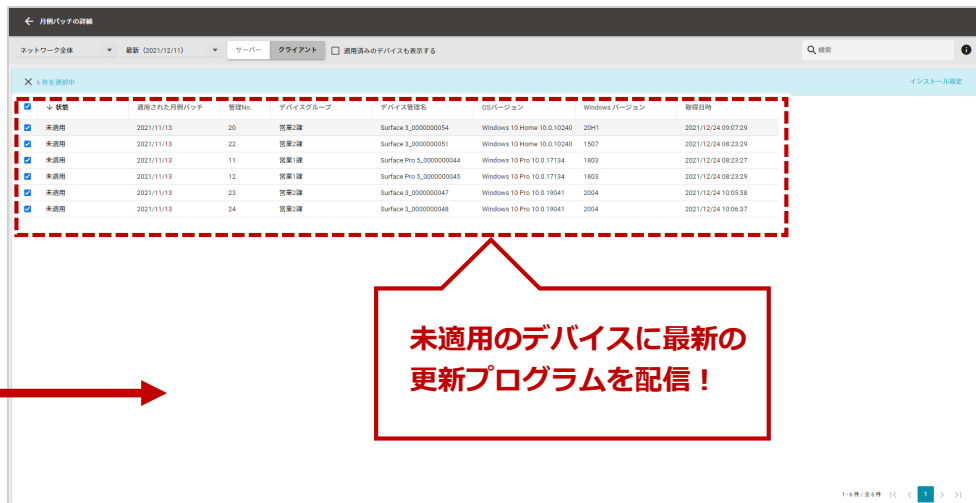 ← 月例パッチの詳細
ネットワーク全体 最新（2021/12/11） サーバー クライアント 適用済みのデバイスも表示する 検索
× 6 件を選択中 インストール設定
↓ 状態 適用された月例パッチ 管理No. デバイスグループ デバイス管理名 OSバージョン Windows バージョン 取得日時
未適用 2021/11/13 20 営業2課 Surface 3_0000000054 Windows 10 Home 10.0.10240 20H1 2021/12/24 09:07:29
未適用 2021/11/13 22 営業2課 Surface 3_0000000051 Windows 10 Home 10.0.10240 1507 2021/12/24 08:23:29
未適用 2021/11/13 11 営業1課 Surface Pro 5_0000000044 Windows 10 Pro 10.0.17134 1803 2021/12/24 08:23:27
未適用 2021/11/13 12 営業1課 Surface Pro 5_0000000045 Windows 10 Pro 10.0.17134 1803 2021/12/24 08:23:29
未適用 2021/11/13 23 営業2課 Surface 3_0000000047 Windows 10 Pro 10.0.19041 2004 2021/12/24 10:05:38
未適用 2021/11/13 24 営業2課 Surface 3_0000000048 Windows 10 Pro 10.0.19041 2004 2021/12/24 10:06:37
未適用のデバイスに最新の
更新プログラムを配信！
1-6 件 / 全 6 件 |< < 1 > >|